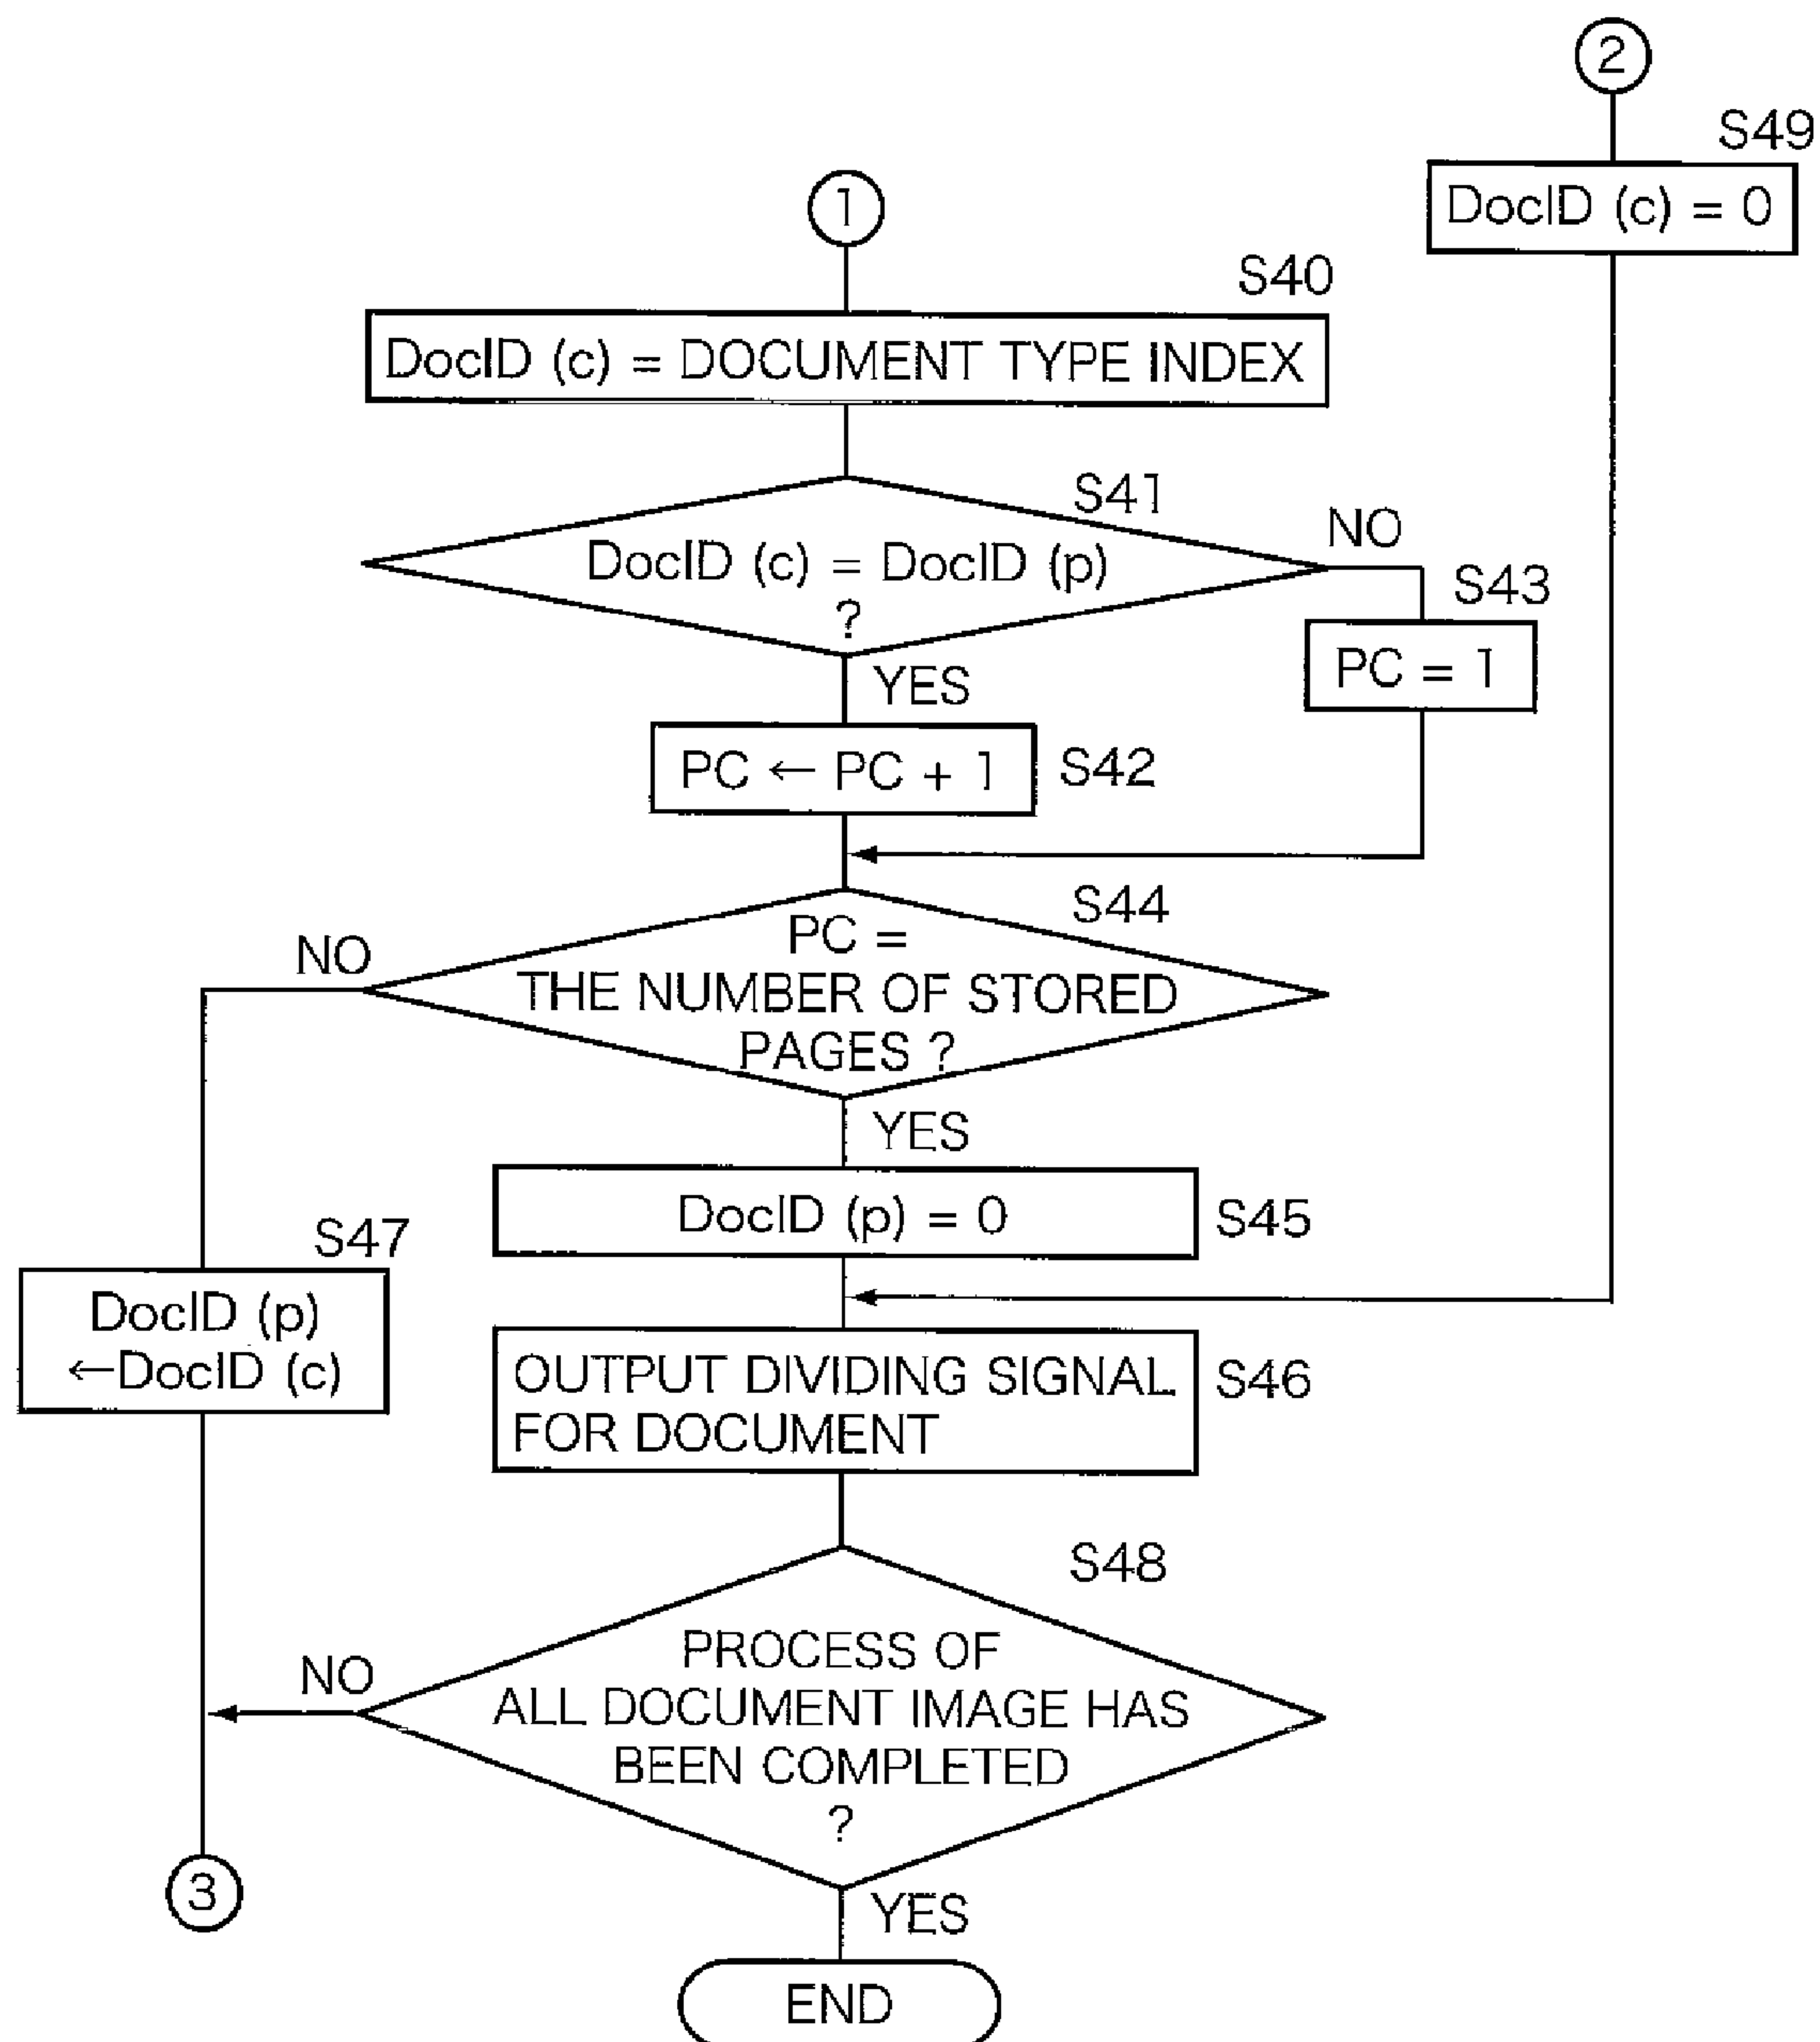 2
S49
DocID (c) = 0
1
S40
DocID (c) = DOCUMENT TYPE INDEX
S41
DocID (c) = DocID (p)
?
NO
S43
PC = 1
YES
PC ← PC + 1
S42
S44
PC =
THE NUMBER OF STORED
PAGES ?
NO
YES
DocID (p) = 0
S45
S47
DocID (p)
←DocID (c)
OUTPUT DIVIDING SIGNAL
FOR DOCUMENT
S46
S48
PROCESS OF
ALL DOCUMENT IMAGE HAS
BEEN COMPLETED
?
NO
3
YES
END